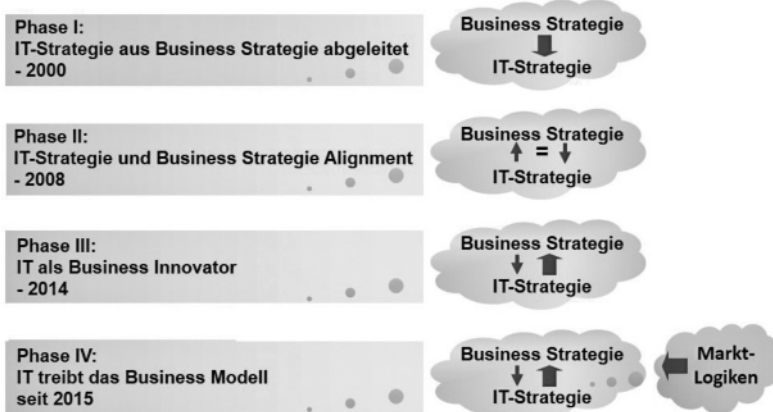 Phase I:
IT-Strategie aus Business Strategie abgeleitet
- 2000
Business Strategie
IT-Strategie
Phase II:
IT-Strategie und Business Strategie Alignment
- 2008
Business Strategie
=
IT-Strategie
Phase III:
IT als Business Innovator
- 2014
Business Strategie
IT-Strategie
Phase IV:
IT treibt das Business Modell
seit 2015
Business Strategie
IT-Strategie
Markt-
Logiken